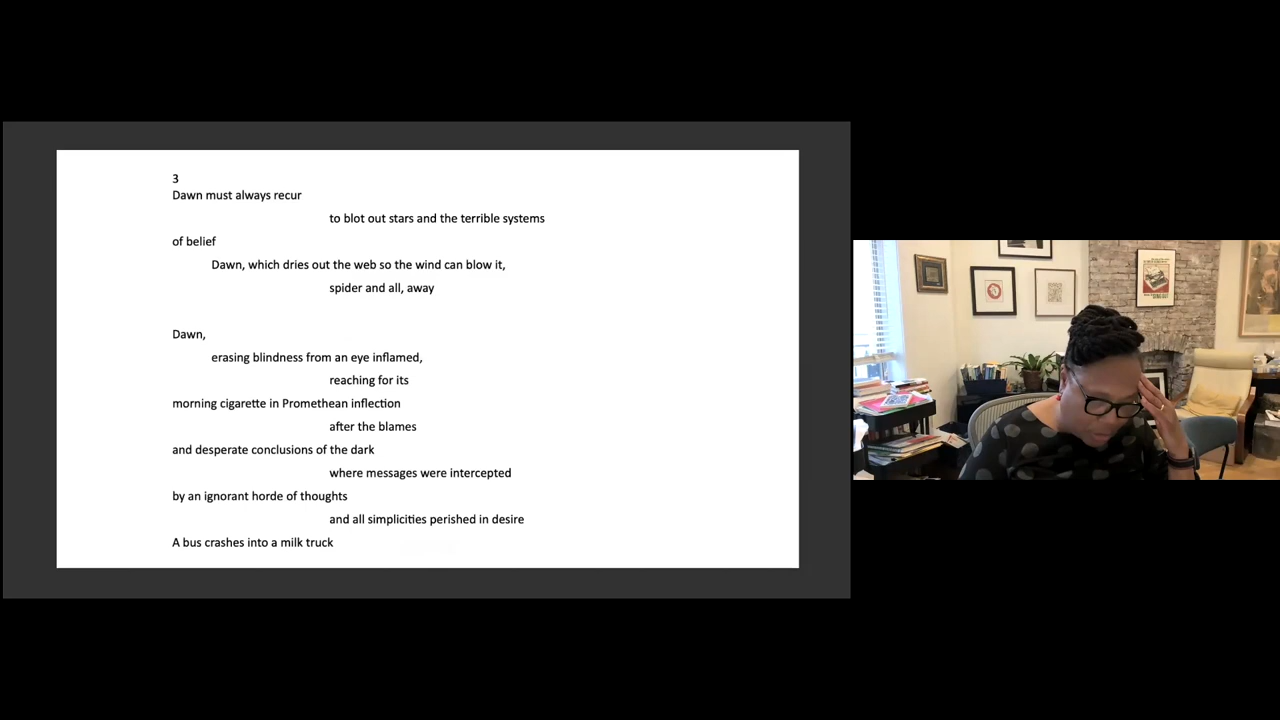 3
Dawn must always recur
to blot out stars and the terrible systems
of belief
Dawn, which dries out the web so the wind can blow it,
spider and all, away
Dawn,
erasing blindness from an eye inflamed,
reaching for its
morning cigarette in Promethean inflection
after the blames
and desperate conclusions of the dark
where messages were intercepted
by an ignorant horde of thoughts
and all simplicities perished in desire
A bus crashes into a milk truck